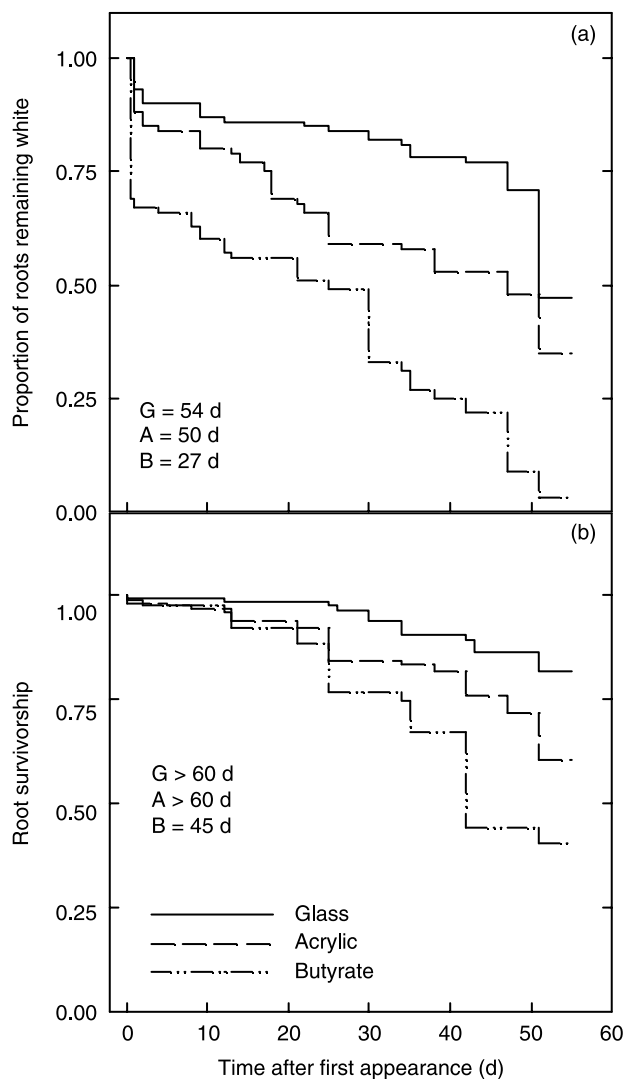 (a)
1.00
0.75
0.50
0.25
0.00
Proportion of roots remaining white
G = 54 d
A = 50 d
B = 27 d
(b)
1.00
0.75
0.50
0.25
0.00
Root survivorship
G > 60 d
A > 60 d
B = 45 d
Glass
Acrylic
Butyrate
0 10 20 30 40 50 60
Time after first appearance (d)